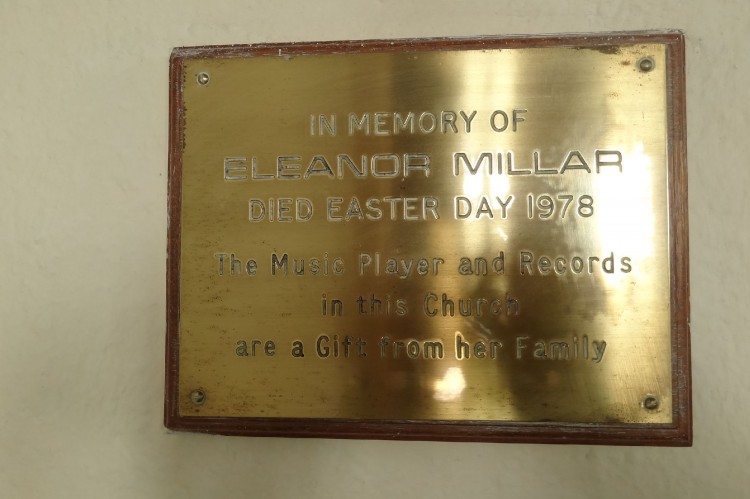 IN MEMORY OF
ELEANOR MILLAR
DIED EASTER DAY 1978
The Music Player and Records
in this Church
are a Gift from her Family